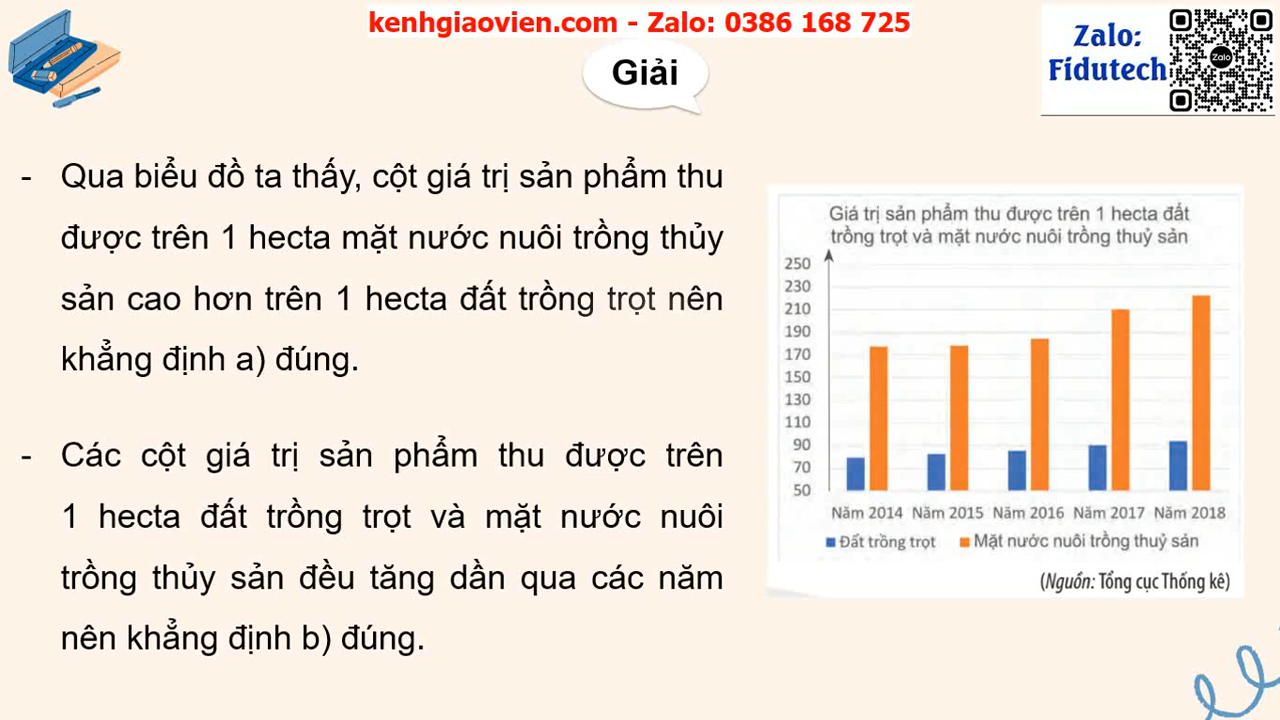 kenhgiaovien.com - Zalo: 0386 168 725
Zalo:
Fidutech
Zalo
Giải
- Qua biểu đồ ta thấy, cột giá trị sản phẩm thu
được trên 1 hecta mặt nước nuôi trồng thủy
sản cao hơn trên 1 hecta đất trồng trọt nên
khẳng định a) đúng.
- Các cột giá trị sản phẩm thu được trên
1 hecta đất trồng trọt và mặt nước nuôi
trồng thủy sản đều tăng dần qua các năm
nên khẳng định b) đúng.
Giá trị sản phẩm thu được trên 1 hecta đất
trồng trọt và mặt nước nuôi trồng thuỷ sản
250
230
210
190
170
150
130
110
90
70
50
Năm 2014 Năm 2015 Năm 2016 Năm 2017 Năm 2018
Đất trồng trọt Mặt nước nuôi trồng thuỷ sản
(Nguồn: Tổng cục Thống kê)